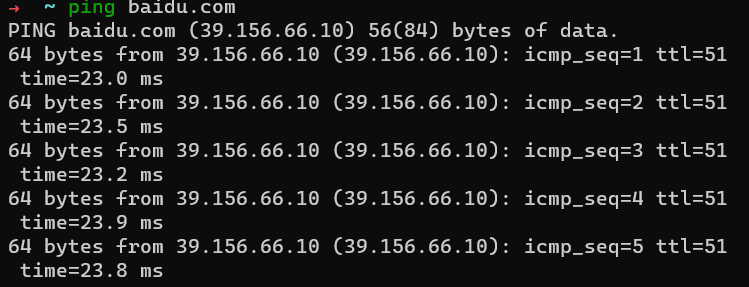 → ~ ping baidu.com
PING baidu.com (39.156.66.10) 56(84) bytes of data.
64 bytes from 39.156.66.10 (39.156.66.10): icmp_seq=1 ttl=51
 time=23.0 ms
64 bytes from 39.156.66.10 (39.156.66.10): icmp_seq=2 ttl=51
 time=23.5 ms
64 bytes from 39.156.66.10 (39.156.66.10): icmp_seq=3 ttl=51
 time=23.2 ms
64 bytes from 39.156.66.10 (39.156.66.10): icmp_seq=4 ttl=51
 time=23.9 ms
64 bytes from 39.156.66.10 (39.156.66.10): icmp_seq=5 ttl=51
 time=23.8 ms